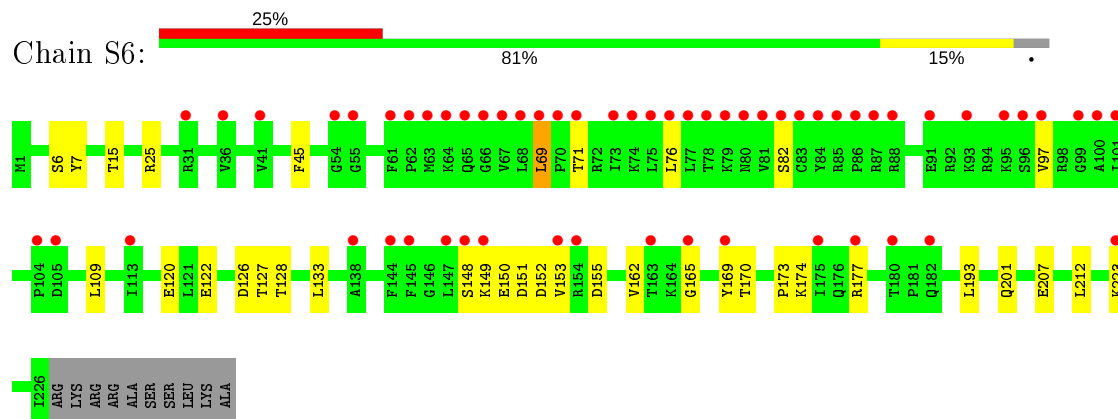 25%
Chain S6:
81% 15% •
M1 S6 Y7 T15 R25 R31 V36 V41 F45 G54 G55 F61 P62 M63 K64 Q65 G66 V67 L68 L69 P70 T71 R72 I73 K74 L75 L76 L77 T78 K79 N80 V81 S82 C83 Y84 R85 P86 R87 R88 E91 R92 K93 R94 K95 S96 V97 R98 G99 A100 I101
P104 D105 L109 I113 E120 L121 E122 D126 T127 T128 L133 A138 F144 F145 G146 L147 S148 K149 E150 D151 D152 V153 R154 D155 V162 T163 K164 G165 Y169 T170 P173 K174 I175 Q176 R177 T180 P181 Q182 L193 Q201 E207 L212 K223
I226 ARG LYS ARG ARG ALA SER SER LEU LYS ALA